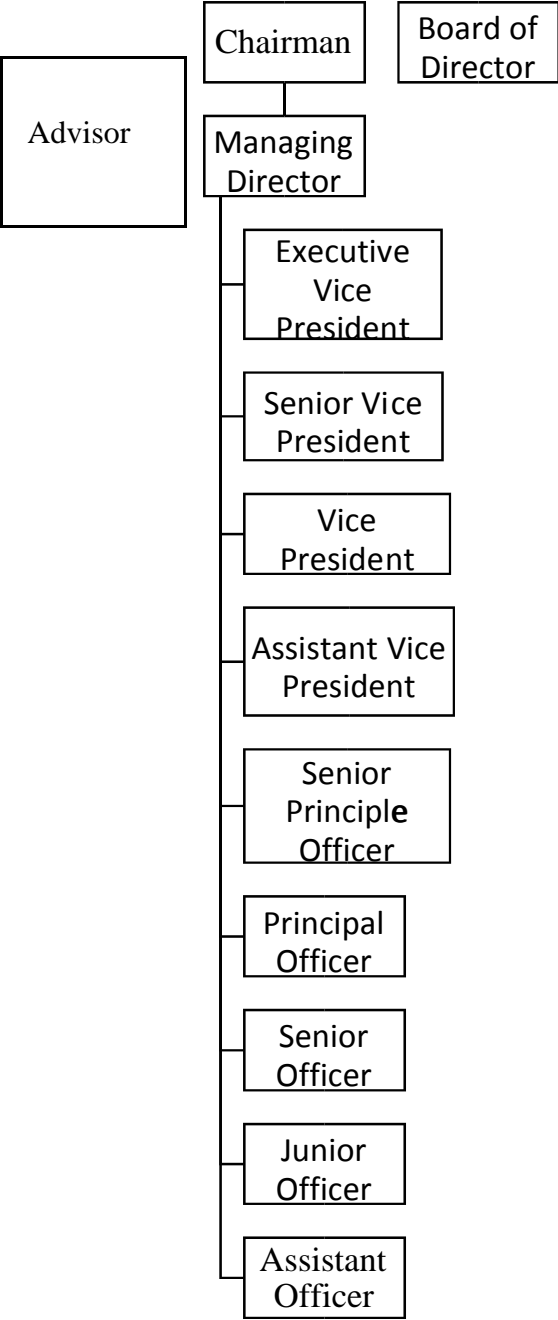 Chairman
Board of
Director
Advisor
Managing
Director
Executive
Vice
President
Senior Vice
President
Vice
President
Assistant Vice
President
Senior
Principle
Officer
Principal
Officer
Senior
Officer
Junior
Officer
Assistant
Officer